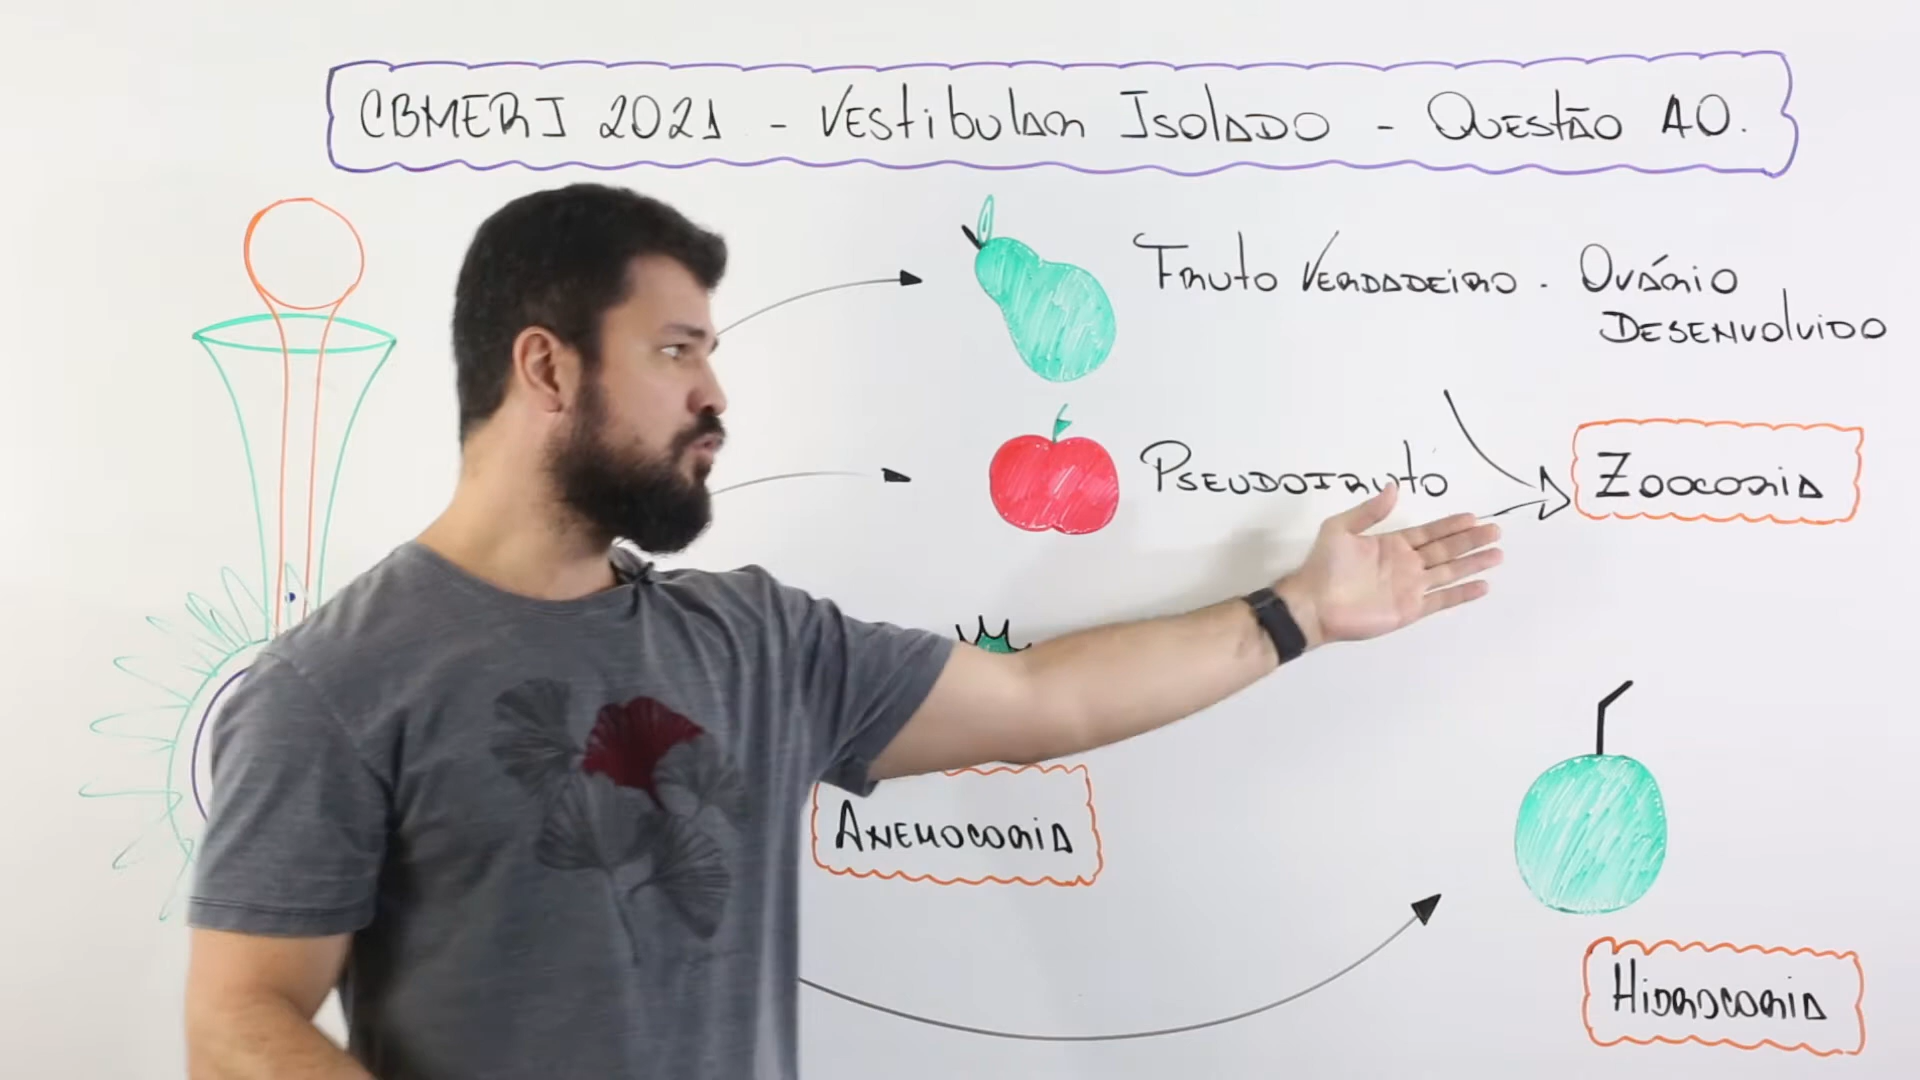 CBMERJ 2021 - Vestibular Isolado - Questão 40.
Fruto Verdadeiro. Ovário
Desenvolvido
Pseudofruto
Zoocoria
Anemocoria
Hidrocoria